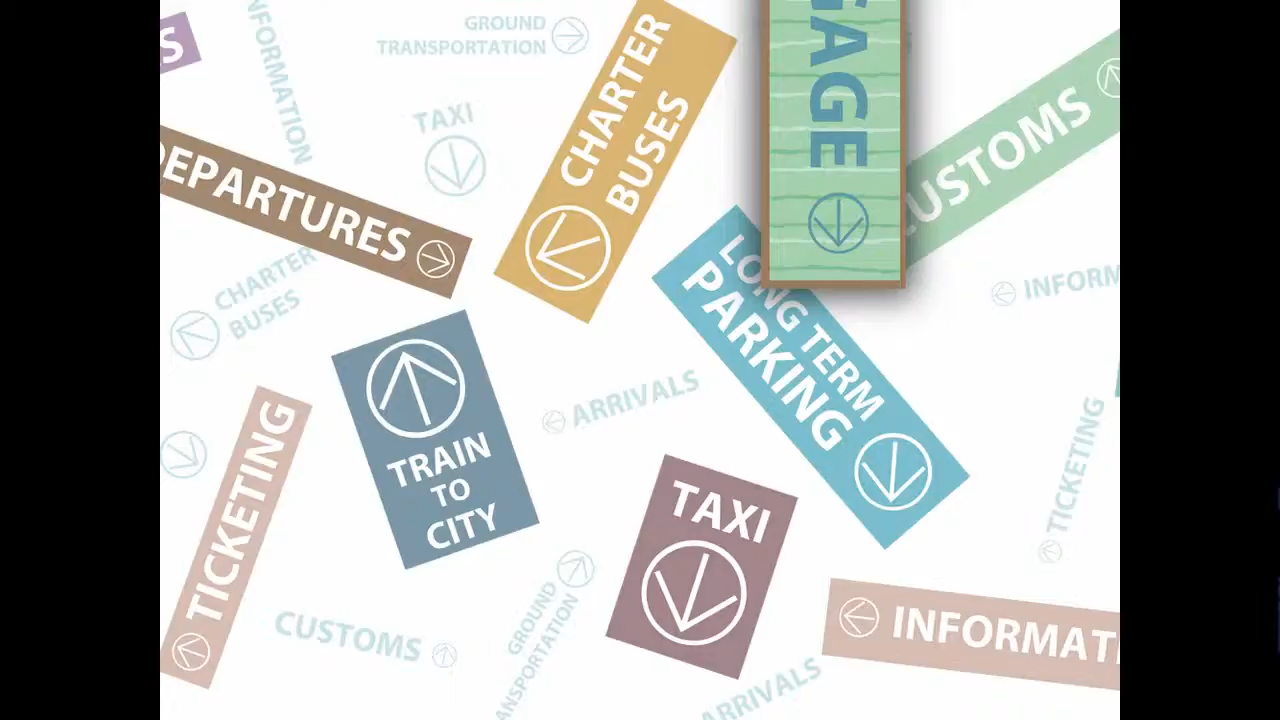 S
INFORMATION
GROUND
TRANSPORTATION
TAXI
CHARTER
BUSES
GAGE
CUSTOMS
DEPARTURES
CHARTER
BUSES
LONG TERM
PARKING
INFORM
TRAIN
TO
CITY
ARRIVALS
TICKETING
TICKETING
TAXI
CUSTOMS
GROUND
ANSPORTATION
INFORMAT
ARRIVALS